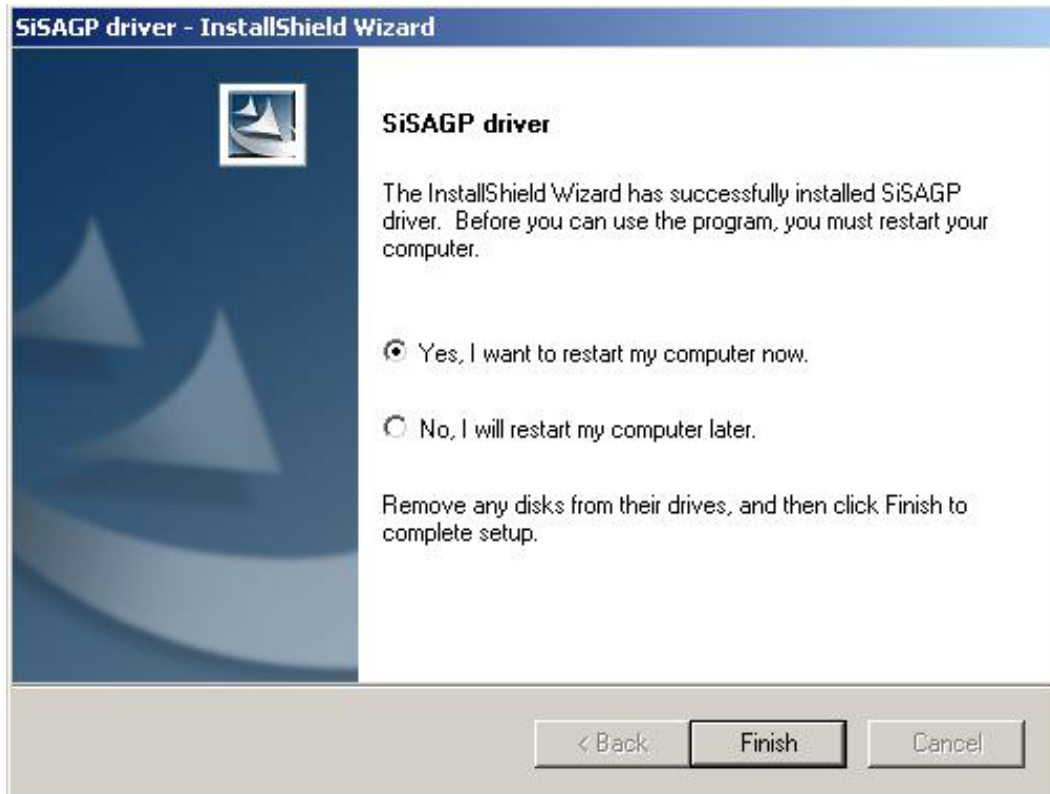 SiSAGP driver - InstallShield Wizard
SiSAGP driver
The InstallShield Wizard has successfully installed SiSAGP
driver.  Before you can use the program, you must restart your
computer.
Yes, I want to restart my computer now.
No, I will restart my computer later.
Remove any disks from their drives, and then click Finish to
complete setup.
< Back Finish Cancel